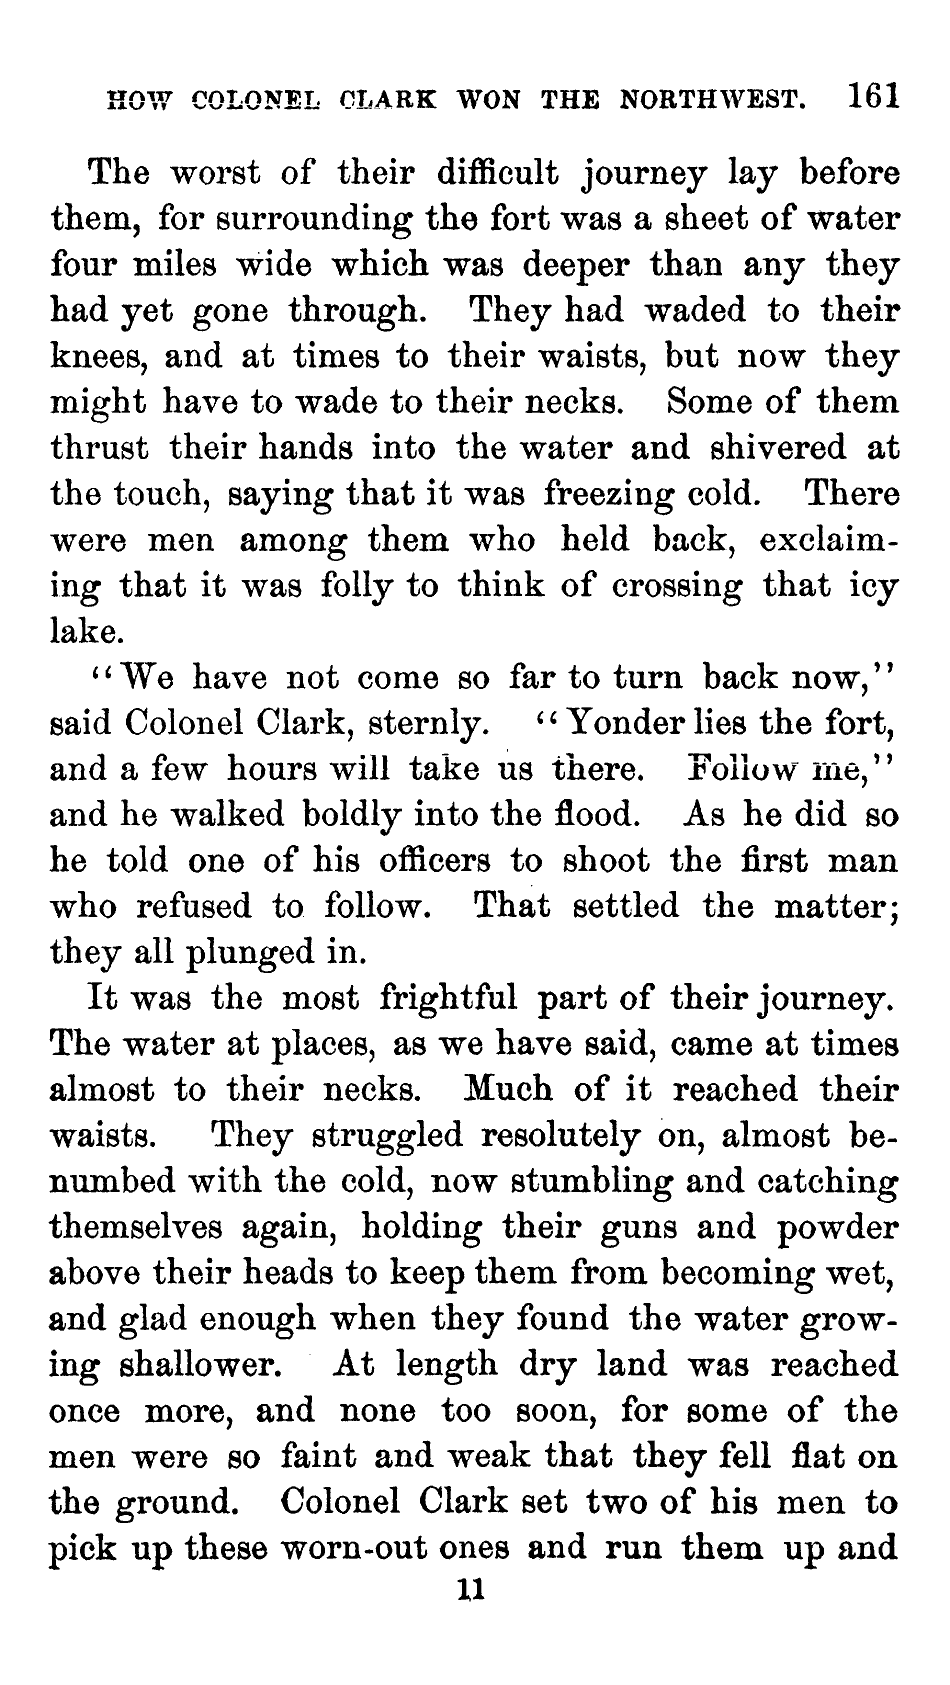 HOW COLONEL CLARK WON THE NORTHWEST. 161
The worst of their difficult journey lay before
them, for surrounding the fort was a sheet of water
four miles wide which was deeper than any they
had yet gone through. They had waded to their
knees, and at times to their waists, but now they
might have to wade to their necks. Some of them
thrust their hands into the water and shivered at
the touch, saying that it was freezing cold. There
were men among them who held back, exclaim-
ing that it was folly to think of crossing that icy
lake.
“We have not come so far to turn back now,”
said Colonel Clark, sternly. “Yonder lies the fort,
and a few hours will take us there. Follow me,”
and he walked boldly into the flood. As he did so
he told one of his officers to shoot the first man
who refused to follow. That settled the matter;
they all plunged in.
It was the most frightful part of their journey.
The water at places, as we have said, came at times
almost to their necks. Much of it reached their
waists. They struggled resolutely on, almost be-
numbed with the cold, now stumbling and catching
themselves again, holding their guns and powder
above their heads to keep them from becoming wet,
and glad enough when they found the water grow-
ing shallower. At length dry land was reached
once more, and none too soon, for some of the
men were so faint and weak that they fell flat on
the ground. Colonel Clark set two of his men to
pick up these worn-out ones and run them up and
11